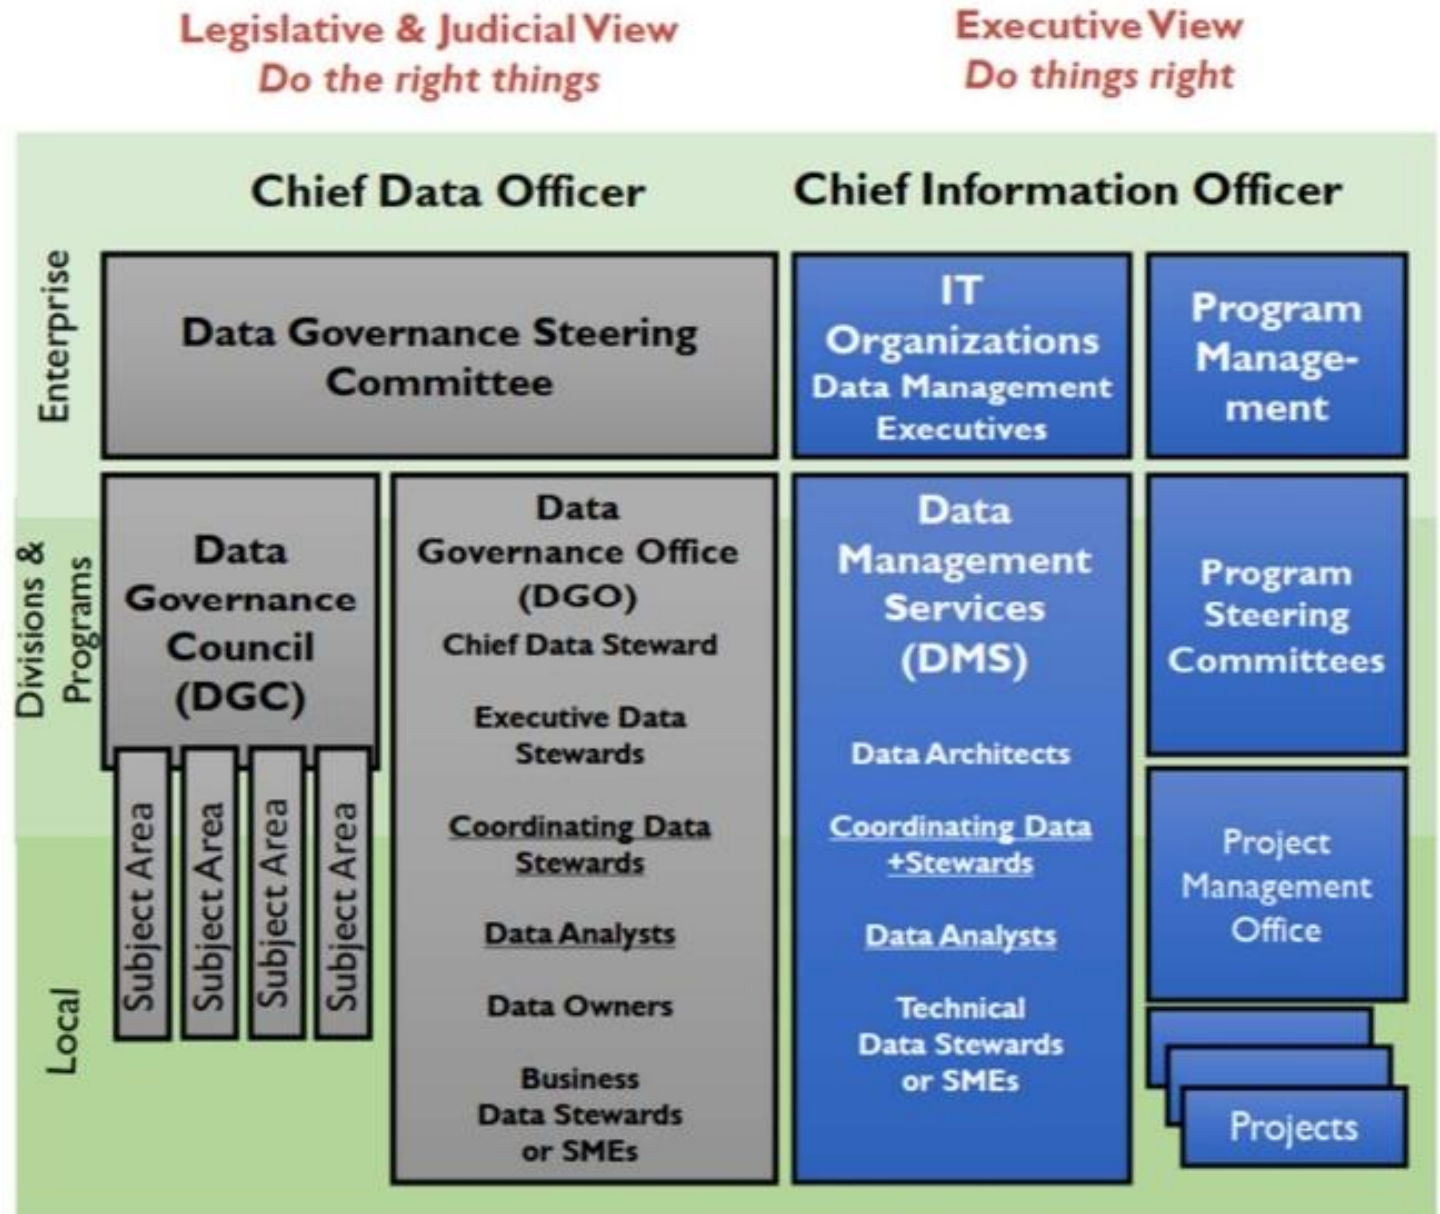 Legislative & Judicial View
Do the right things
Executive View
Do things right
Chief Data Officer
Chief Information Officer
Enterprise
Data Governance Steering
Committee
IT
Organizations
Data Management
Executives
Program
Manage-
ment
Divisions &
Programs
Data
Governance
Council
(DGC)
Subject Area
Subject Area
Subject Area
Subject Area
Data
Governance Office
(DGO)
Chief Data Steward
Executive Data
Stewards
Coordinating Data
Stewards
Data Analysts
Data Owners
Business
Data Stewards
or SMEs
Data
Management
Services
(DMS)
Data Architects
Coordinating Data
+Stewards
Data Analysts
Technical
Data Stewards
or SMEs
Program
Steering
Committees
Project
Management
Office
Projects
Local